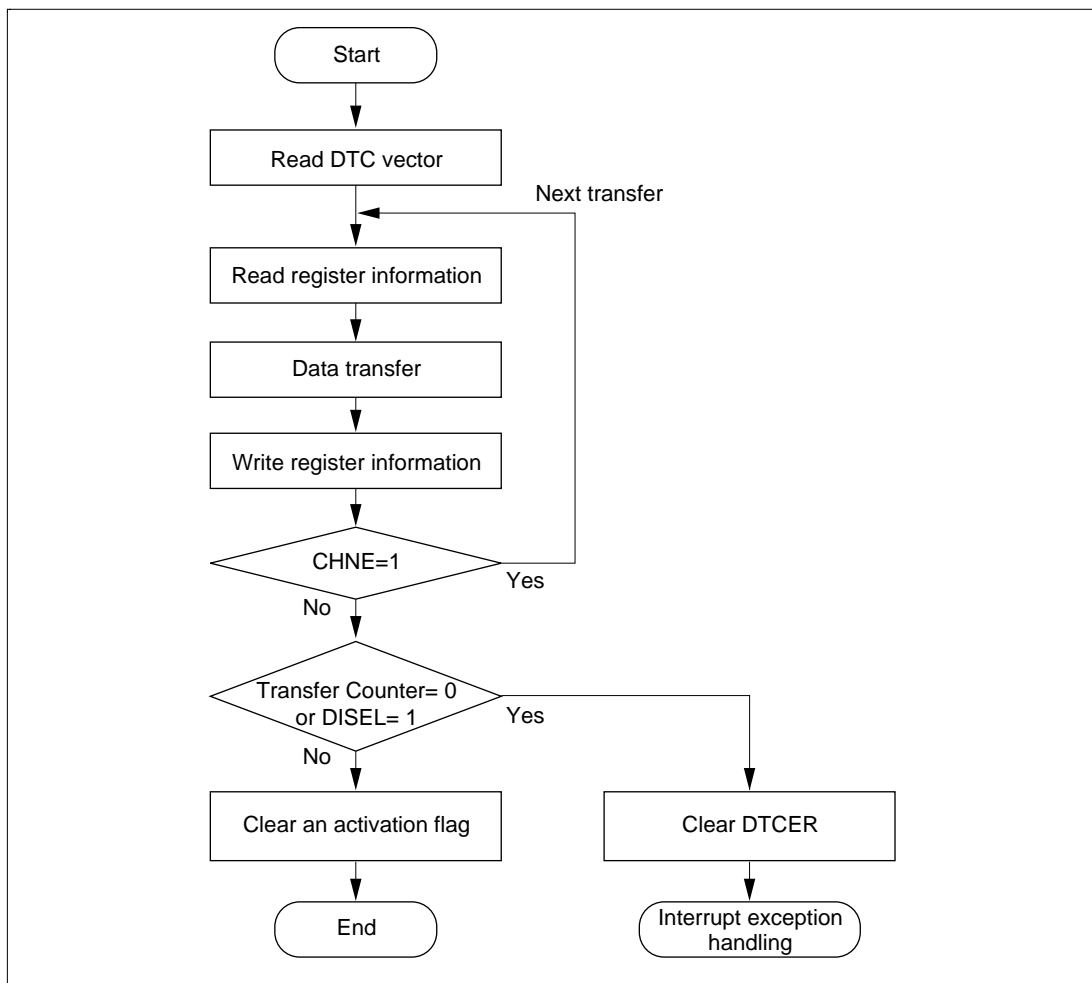 Start
Read DTC vector
Next transfer
Read register information
Data transfer
Write register information
CHNE=1
Yes
No
Transfer Counter= 0
or DISEL= 1
Yes
No
Clear an activation flag
Clear DTCER
End
Interrupt exception
handling